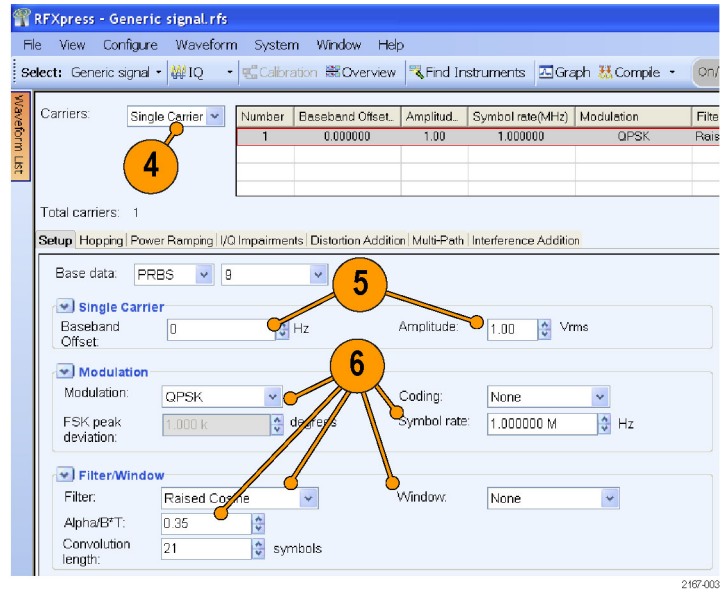 RFXpress - Generic signal.rfs
File View Configure Waveform System Window Help
Select: Generic signal IQ Calibration Overview Find Instruments Graph Compile On/
Waveform List
Carriers: Single Carrier
Number Baseband Offset.. Amplitud.. Symbol rate(MHz) Modulation Filte
1 0.000000 1.00 1.000000 QPSK Rais
4
Total carriers: 1
Setup Hopping Power Ramping I/Q Impairments Distortion Addition Multi-Path Interference Addition
Base data: PRBS 9
5
Single Carrier
Baseband Offset: 0 Hz Amplitude: 1.00 Vrms
6
Modulation
Modulation: QPSK Coding: None
FSK peak deviation: 1.000 k degrees Symbol rate: 1.000000 M Hz
Filter/Window
Filter: Raised Cosine Window: None
Alpha/B*T: 0.35
Convolution length: 21 symbols
2167-003